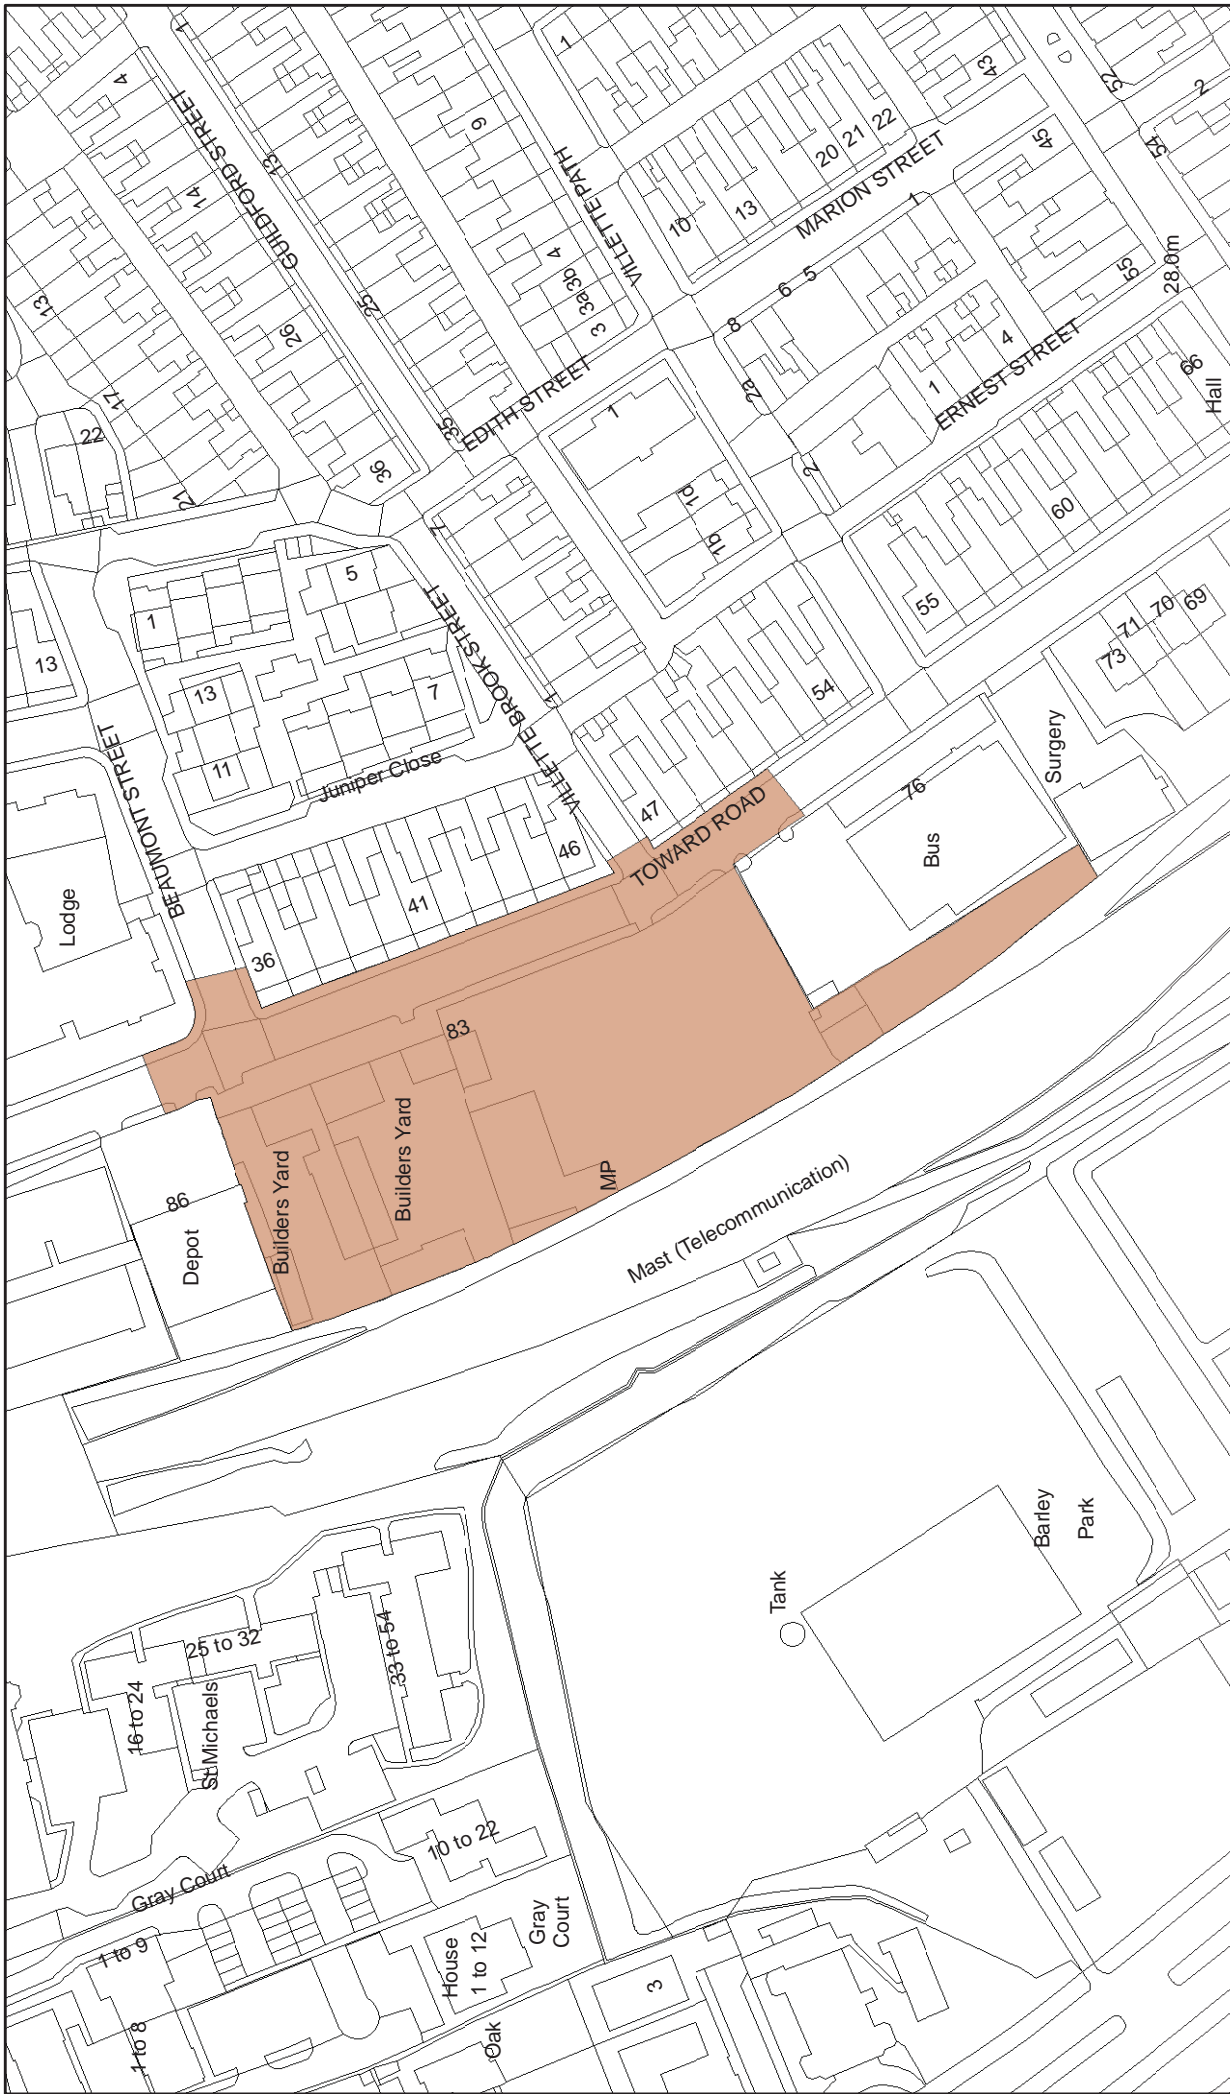 1
4
GUILDFORD STREET
13
14
9
1
VILLETTE PATH
43
52
2
54
45
22
21
20
13
10
MARION STREET
1
13
17
22
21
26
25
4
3b
3a
3
5
6
8
2a
55
28.0m
4
1
ERNEST STREET
66
Hall
EDITH STREET
35
36
1
1d
1b
2
60
55
7
5
1
13
13
11
7
Juniper Close
VILLETTE BROOK STREET
1
54
69
70
71
73
Surgery
BEAUMONT STREET
Lodge
36
41
46
47
TOWARD ROAD
76
Bus
83
Builders Yard
Builders Yard
MP
86
Depot
Mast (Telecommunication)
Barley
Park
Tank
25 to 32
33 to 54
16 to 24
St Michaels
10 to 22
Gray Court
1 to 9
1 to 8
House
1 to 12
Gray
Court
Oak
3